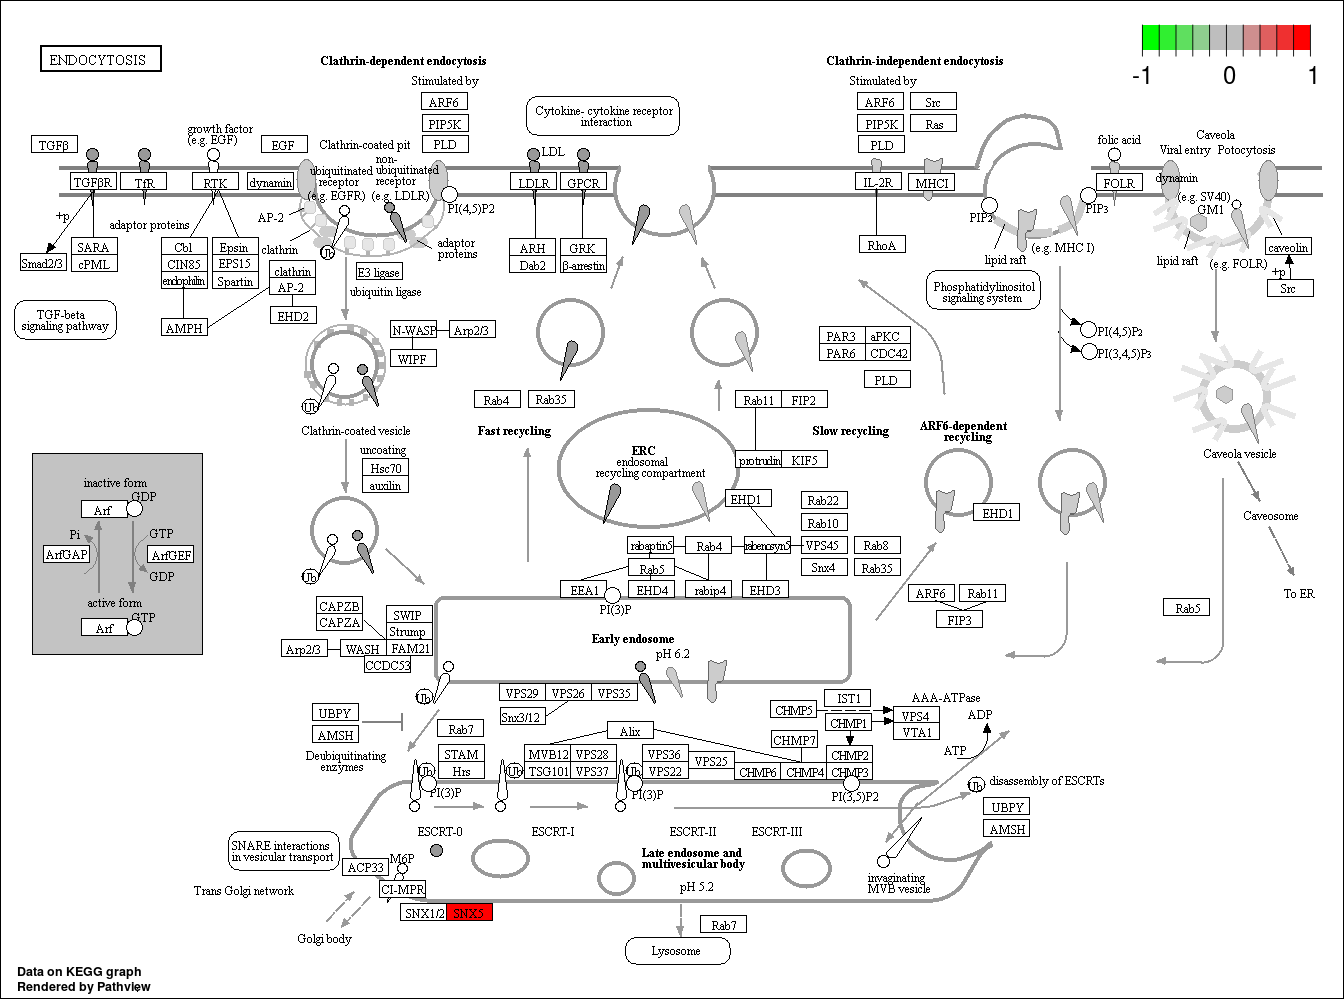 ENDOCYTOSIS
-1 0 1
Clathrin-dependent endocytosis
Stimulated by
ARF6
PIP5K
PLD
Cytokine- cytokine receptor
interaction
Clathrin-independent endocytosis
Stimulated by
ARF6 Src
PIP5K Ras
PLD
TGFβ
growth factor
(e.g. EGF)
EGF
Clathrin-coated pit
non-
ubiquitinated
receptor
(e.g. LDLR)
ubiquitinated
receptor
(e.g. EGFR)
LDL
folic acid
Caveola
Viral entry Potocytosis
TGFβR
TfR
RTK
dynamin
LDLR
GPCR
IL-2R
MHCI
FOLR
dynamin
(e.g. SV40)
GM1
PI(4,5)P2
PIP2
PIP3
+p
adaptor proteins
AP-2
clathrin
Ub
adaptor
proteins
Smad2/3
SARA
cPML
Cbl
CIN85
endophilin
Epsin
EPS15
Spartin
clathrin
AP-2
EHD2
AMPH
E3 ligase
ubiquitin ligase
ARH
Dab2
GRK
β-arrestin
RhoA
lipid raft
(e.g. MHC I)
lipid raft
(e.g. FOLR)
caveolin
+p
Src
TGF-beta
signaling pathway
Phosphatidylinositol
signaling system
PI(4,5)P2
PI(3,4,5)P3
N-WASP
Arp2/3
WIPF
PAR3 aPKC
PAR6 CDC42
PLD
Ub
Rab4
Rab35
Rab11 FIP2
Clathrin-coated vesicle
Fast recycling
Slow recycling
ARF6-dependent
recycling
uncoating
Hsc70
auxilin
ERC
endosomal
recycling compartment
protrudin KIF5
Caveola vesicle
Caveosome
To ER
inactive form
GDP
Arf
Pi
GTP
ArfGAP
ArfGEF
GDP
active form
GTP
Arf
EHD1
Rab22
Rab10
EHD1
rabaptin5
Rab4
rabenosyn5
VPS45
Rab8
Rab5
Snx4
Rab35
Ub
EEA1
EHD4
rabip4
EHD3
PI(3)P
ARF6
Rab11
FIP3
Rab5
CAPZB
CAPZA
SWIP
Strump
Arp2/3
WASH
FAM21
CCDC53
Early endosome
pH 6.2
Ub
VPS29 VPS26 VPS35
Snx3/12
IST1
AAA-ATPase
CHMP5
VPS4
VTA1
ADP
ATP
CHMP1
UBPY
AMSH
Deubiquitinating
enzymes
Rab7
Alix
CHMP7
STAM
Hrs
MVB12 VPS28
TSG101 VPS37
VPS36
VPS22
VPS25
CHMP6
CHMP4
CHMP2
CHMP3
Ub
Ub
Ub
PI(3)P
PI(3)P
PI(3,5)P2
Ub
disassembly of ESCRTs
UBPY
AMSH
ESCRT-0
ESCRT-I
ESCRT-II
ESCRT-III
SNARE interactions
in vesicular transport
Late endosome and
multivesicular body
pH 5.2
invaginating
MVB vesicle
ACP33
M6P
CI-MPR
Trans Golgi network
SNX1/2 SNX5
Golgi body
Rab7
Lysosome
Data on KEGG graph
Rendered by Pathview